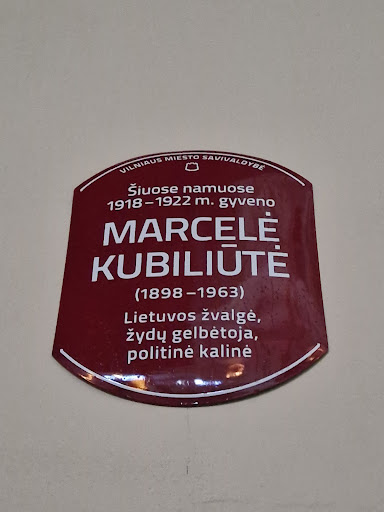 VILNIAUS MIESTO SAVIVALDYBĖ
Šiuose namuose
1918–1922 m. gyveno
MARCELĖ
KUBILIŪTĖ
(1898–1963)
Lietuvos žvalgė,
žydų gelbėtoja,
politinė kalinė